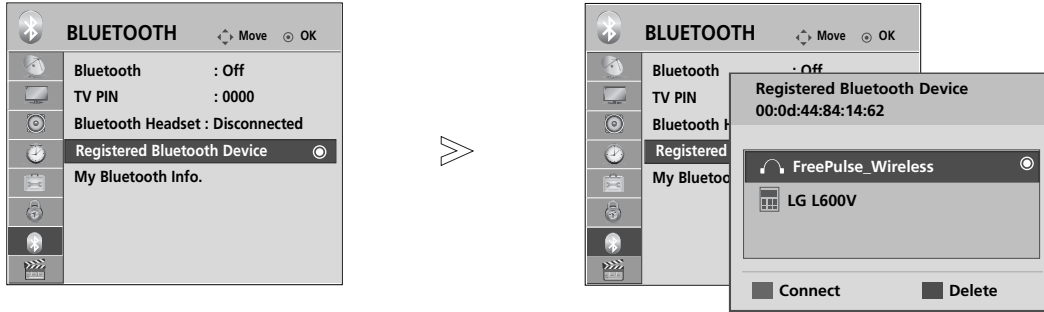 BLUETOOTH Move OK
Bluetooth : Off
TV PIN : 0000
Bluetooth Headset : Disconnected
Registered Bluetooth Device
My Bluetooth Info.
BLUETOOTH Move OK
Bluetooth : Off
TV PIN
Bluetooth H
Registered
My Bluetoo
Registered Bluetooth Device
00:0d:44:84:14:62
FreePulse_Wireless
LG L600V
Connect Delete